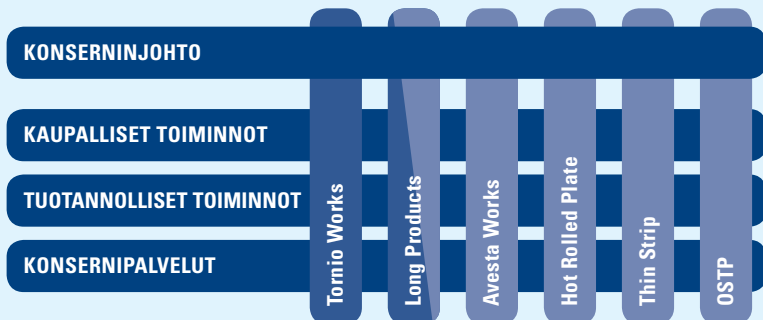 KONSERNINJOHTO
KAUPALLISET TOIMINNOT
TUOTANNOLLISET TOIMINNOT
KONSERNIPALVELUT
Tornio Works
Long Products
Avesta Works
Hot Rolled Plate
Thin Strip
OSTP